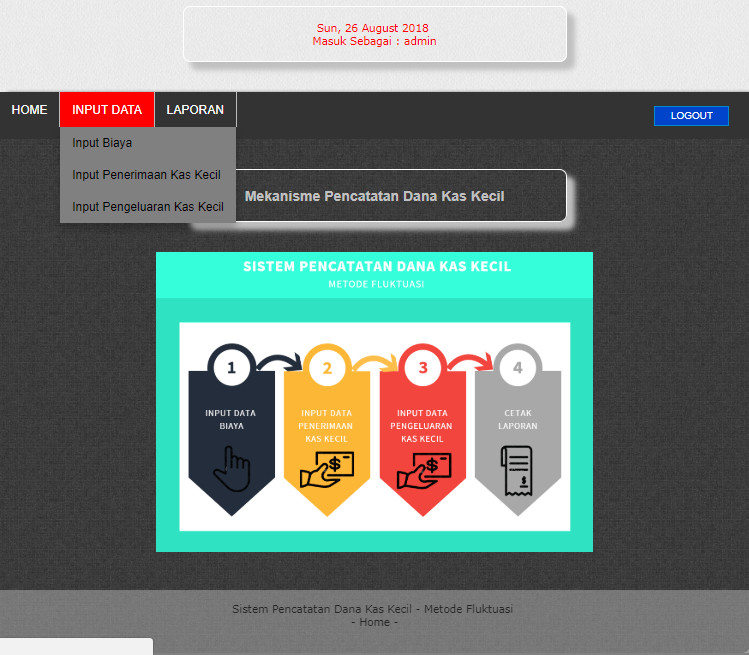 Sun, 26 August 2018
Masuk Sebagai : admin
HOME
INPUT DATA
LAPORAN
LOGOUT
Input Biaya
Input Penerimaan Kas Kecil
Input Pengeluaran Kas Kecil
Mekanisme Pencatatan Dana Kas Kecil
SISTEM PENCATATAN DANA KAS KECIL
METODE FLUKTUASI
1
INPUT DATA
BIAYA
2
INPUT DATA
PENERIMAAN
KAS KECIL
$
3
INPUT DATA
PENGELUARAN
KAS KECIL
$
4
CETAK
LAPORAN
$
Sistem Pencatatan Dana Kas Kecil - Metode Fluktuasi
- Home -